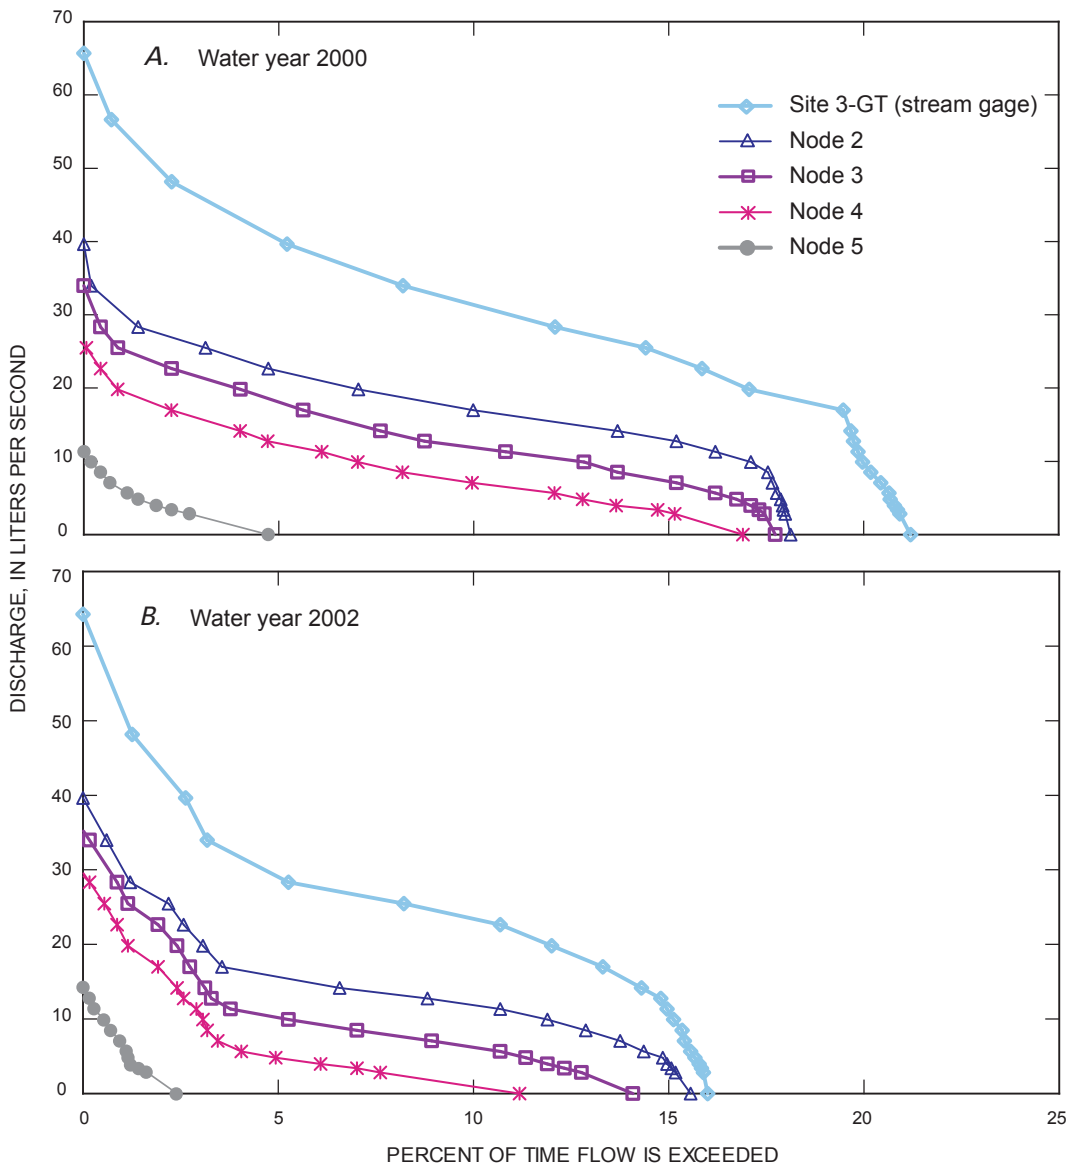 DISCHARGE, IN LITERS PER SECOND
A. Water year 2000
70
60
50
40
30
20
10
0
Site 3-GT (stream gage)
Node 2
Node 3
Node 4
Node 5
B. Water year 2002
70
60
50
40
30
20
10
0
0 5 10 15 20 25
PERCENT OF TIME FLOW IS EXCEEDED